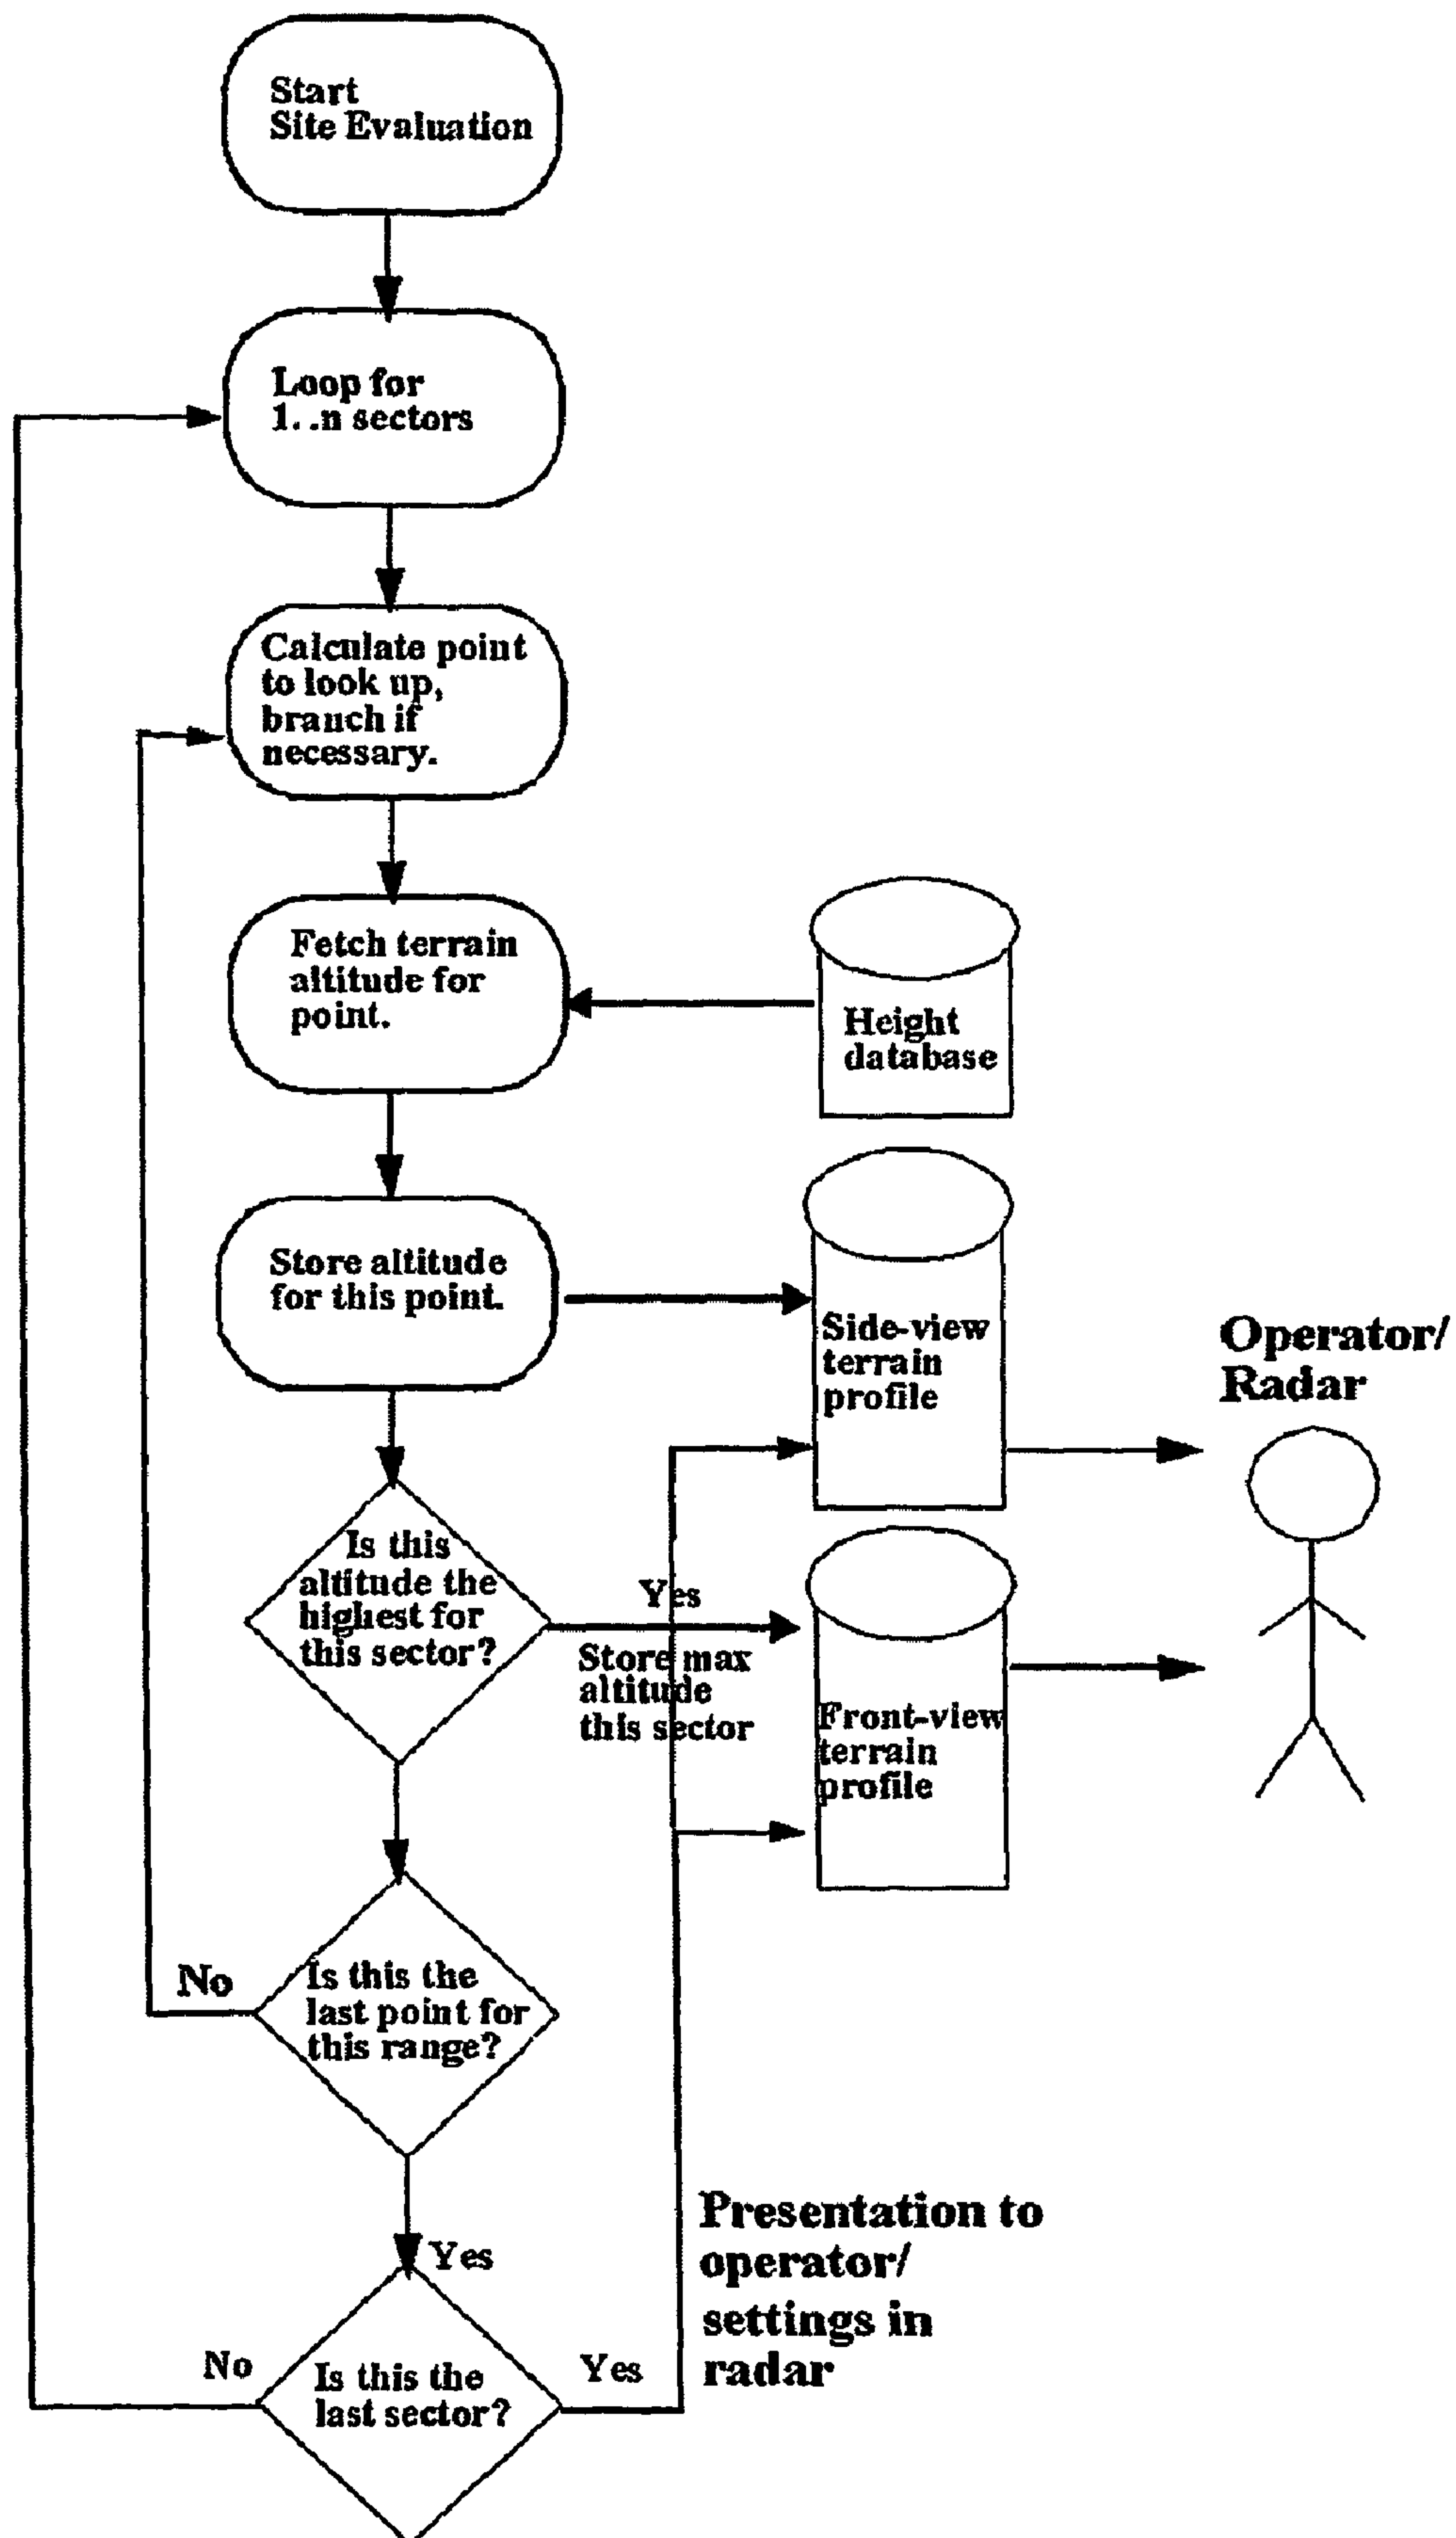 Start
Site Evaluation
Loop for
1..n sectors
Calculate point
to look up,
branch if
necessary.
Fetch terrain
altitude for
point.
Height
database
Store altitude
for this point.
Side-view
terrain
profile
Operator/
Radar
Is this
altitude the
highest for
this sector?
Yes
Store max
altitude
this sector
Front-view
terrain
profile
No
Is this the
last point for
this range?
Yes
No
Is this the
last sector?
Yes
Presentation to
operator/
settings in
radar